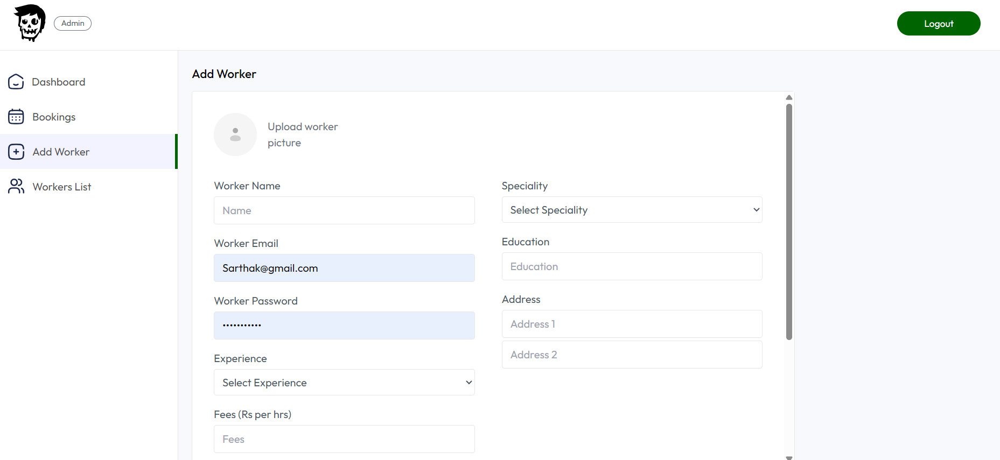 Admin
Logout
Dashboard
Bookings
Add Worker
Workers List
Add Worker
Upload worker
picture
Worker Name
Name
Worker Email
Sarthak@gmail.com
Worker Password
•••••••••••
Experience
Select Experience
Fees (Rs per hrs)
Fees
Speciality
Select Speciality
Education
Education
Address
Address 1
Address 2